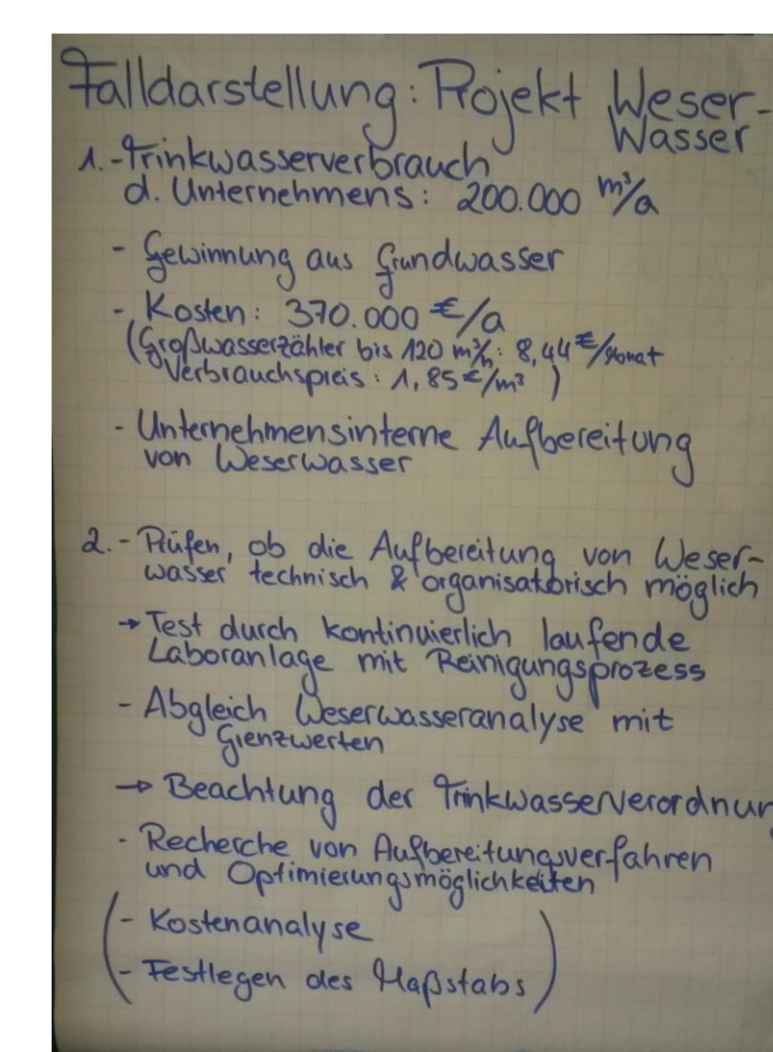 Falldarstellung: Projekt Weser-
Wasser
1. - Trinkwasserverbrauch
d. Unternehmens: 200.000 m³/a
- Gewinnung aus Grundwasser
- Kosten: 370.000 €/a
(Großwasserzähler bis 120 m³/h: 8,44 €/Monat
Verbrauchspreis: 1,85 €/m³ )
- Unternehmensinterne Aufbereitung
von Weserwasser
2. - Prüfen, ob die Aufbereitung von Weser-
wasser technisch & organisatorisch möglich
→ Test durch kontinuierlich laufende
Laboranlage mit Reinigungsprozess
- Abgleich Weserwasseranalyse mit
Grenzwerten
→ Beachtung der Trinkwasserverordnun
- Recherche von Aufbereitungsverfahren
und Optimierungsmöglichkeiten
(- Kostenanalyse
- Festlegen des Maßstabs)